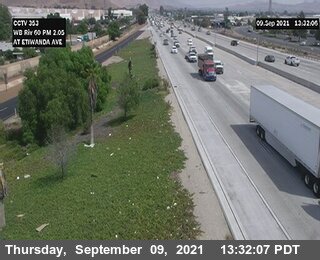 CCTV 353
WB Riv 60 PM 2.05
AT ETIWANDA AVE
09.Sep.2021 13:32:06
Thursday, September 09, 2021 13:32:07 PDT